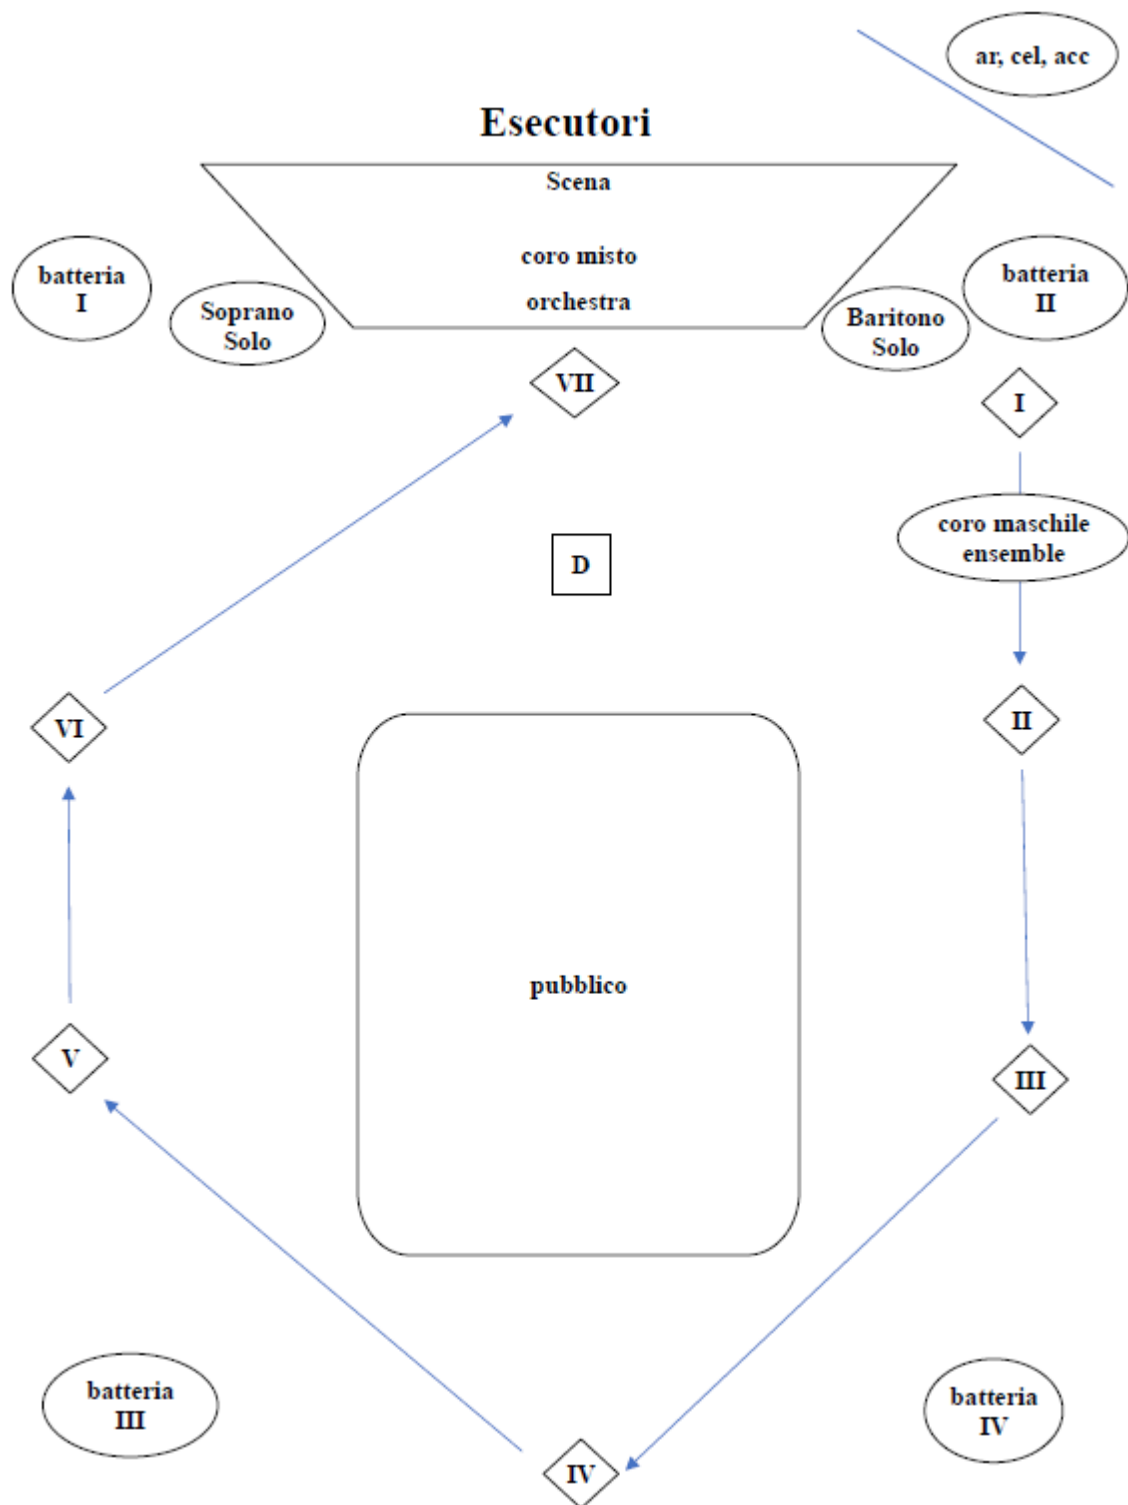 ar, cel, acc
Esecutori
Scena
coro misto
orchestra
batteria
I
Soprano
Solo
Baritono
Solo
batteria
II
VII
I
coro maschile
ensemble
D
VI
II
pubblico
V
III
batteria
III
batteria
IV
IV